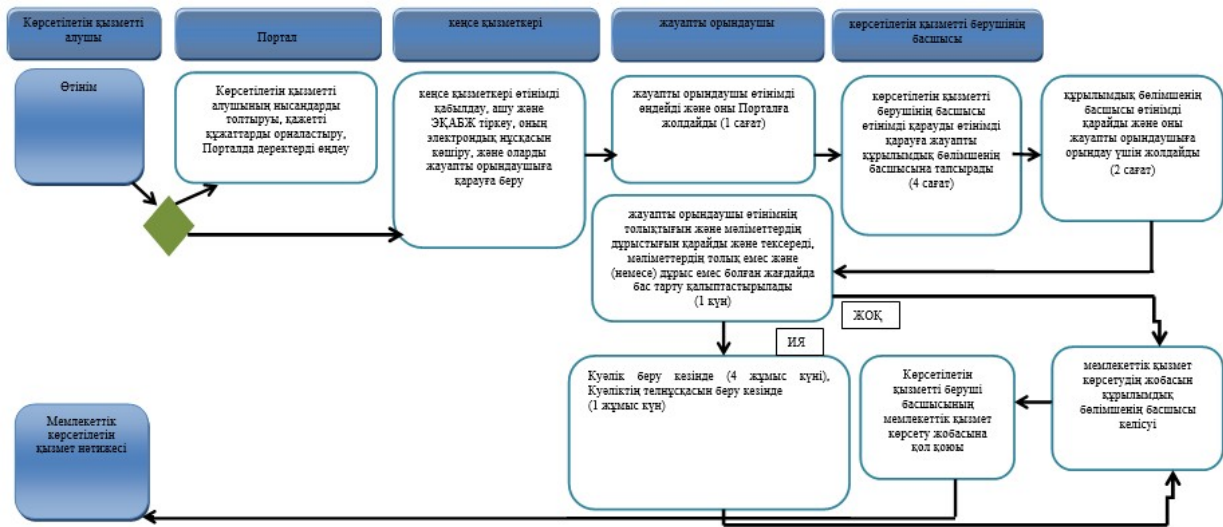 Көрсетілетін қызметті
алушы
Портал
кеңсе қызметкері
жауапты орындаушы
көрсетілетін қызметті берушінің
басшысы
Өтінім
Көрсетілетін қызметті
алушының нысандарды
толтыруы, қажетті
құжаттарды орналастыру,
Порталда деректерді өңдеу
кеңсе қызметкері өтінімді
қабылдау, ашу және
ЭҚАБЖ тіркеу, оның
электрондық нұсқасын
көшіру, және оларды
жауапты орындаушыға
қарауға беру
жауапты орындаушы өтінімді
өңдейді және оны Порталға
жолдайды (1 сағат)
көрсетілетін қызметті
берушінің басшысы
өтінімді қарауды өтінімді
қарауға жауапты
құрылымдық бөлімшенің
басшысына тапсырады
(4 сағат)
құрылымдық бөлімшенің
басшысы өтінімді
қарайды және оны
жауапты орындаушыға
орындау үшін жолдайды
(2 сағат)
жауапты орындаушы өтінімнің
толықтығын және мәліметтердің
дұрыстығын қарайды және тексереді,
мәліметтердің толық емес және
(немесе) дұрыс емес болған жағдайда
бас тарту қалыптастырылады
(1 күн)
ЖОҚ
ИЯ
Куәлік беру кезінде (4 жұмыс күні),
Куәліктің телнұсқасын беру кезінде
(1 жұмыс күн)
Көрсетілетін
қызметті беруші
басшысының
мемлекеттік қызмет
көрсету жобасына
қол қоюы
мемлекеттік қызмет
көрсетудің жобасын
құрылымдық
бөлімшенің басшысы
келісуі
Мемлекеттік
көрсетілетін
қызмет нәтижесі